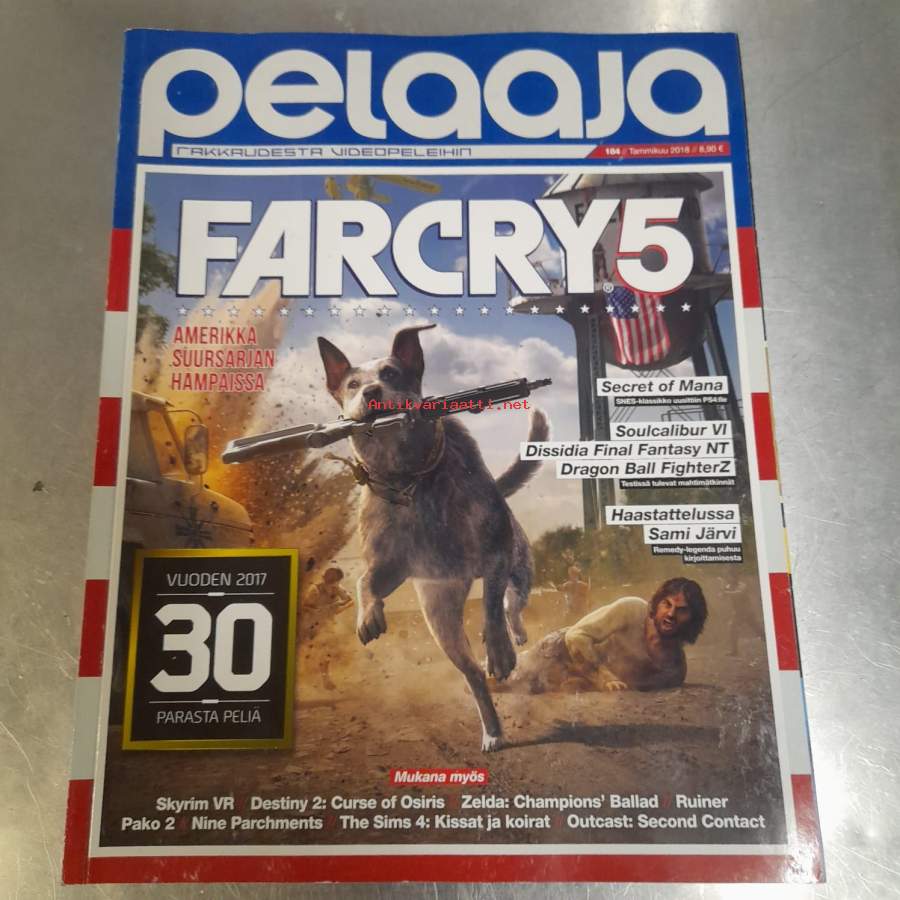 pelaaja
RAKKAUDESTA VIDEOPELEIHIN
184 // Tammikuu 2018 // 8,90 €
FARCRY®5
AMERIKKA
SUURSARJAN
HAMPAISSA
Antikvariaatti.net
Secret of Mana
SNES-klassikko uusittiin PS4:lle
Soulcalibur VI
Dissidia Final Fantasy NT
Dragon Ball FighterZ
Testissä tulevat mahtimätkinnät
Haastattelussa
Sami Järvi
Remedy-legenda puhuu
kirjoittamisesta
VUODEN 2017
30
PARASTA PELIÄ
Mukana myös
Skyrim VR // Destiny 2: Curse of Osiris // Zelda: Champions' Ballad // Ruiner
Pako 2 // Nine Parchments // The Sims 4: Kissat ja koirat // Outcast: Second Contact